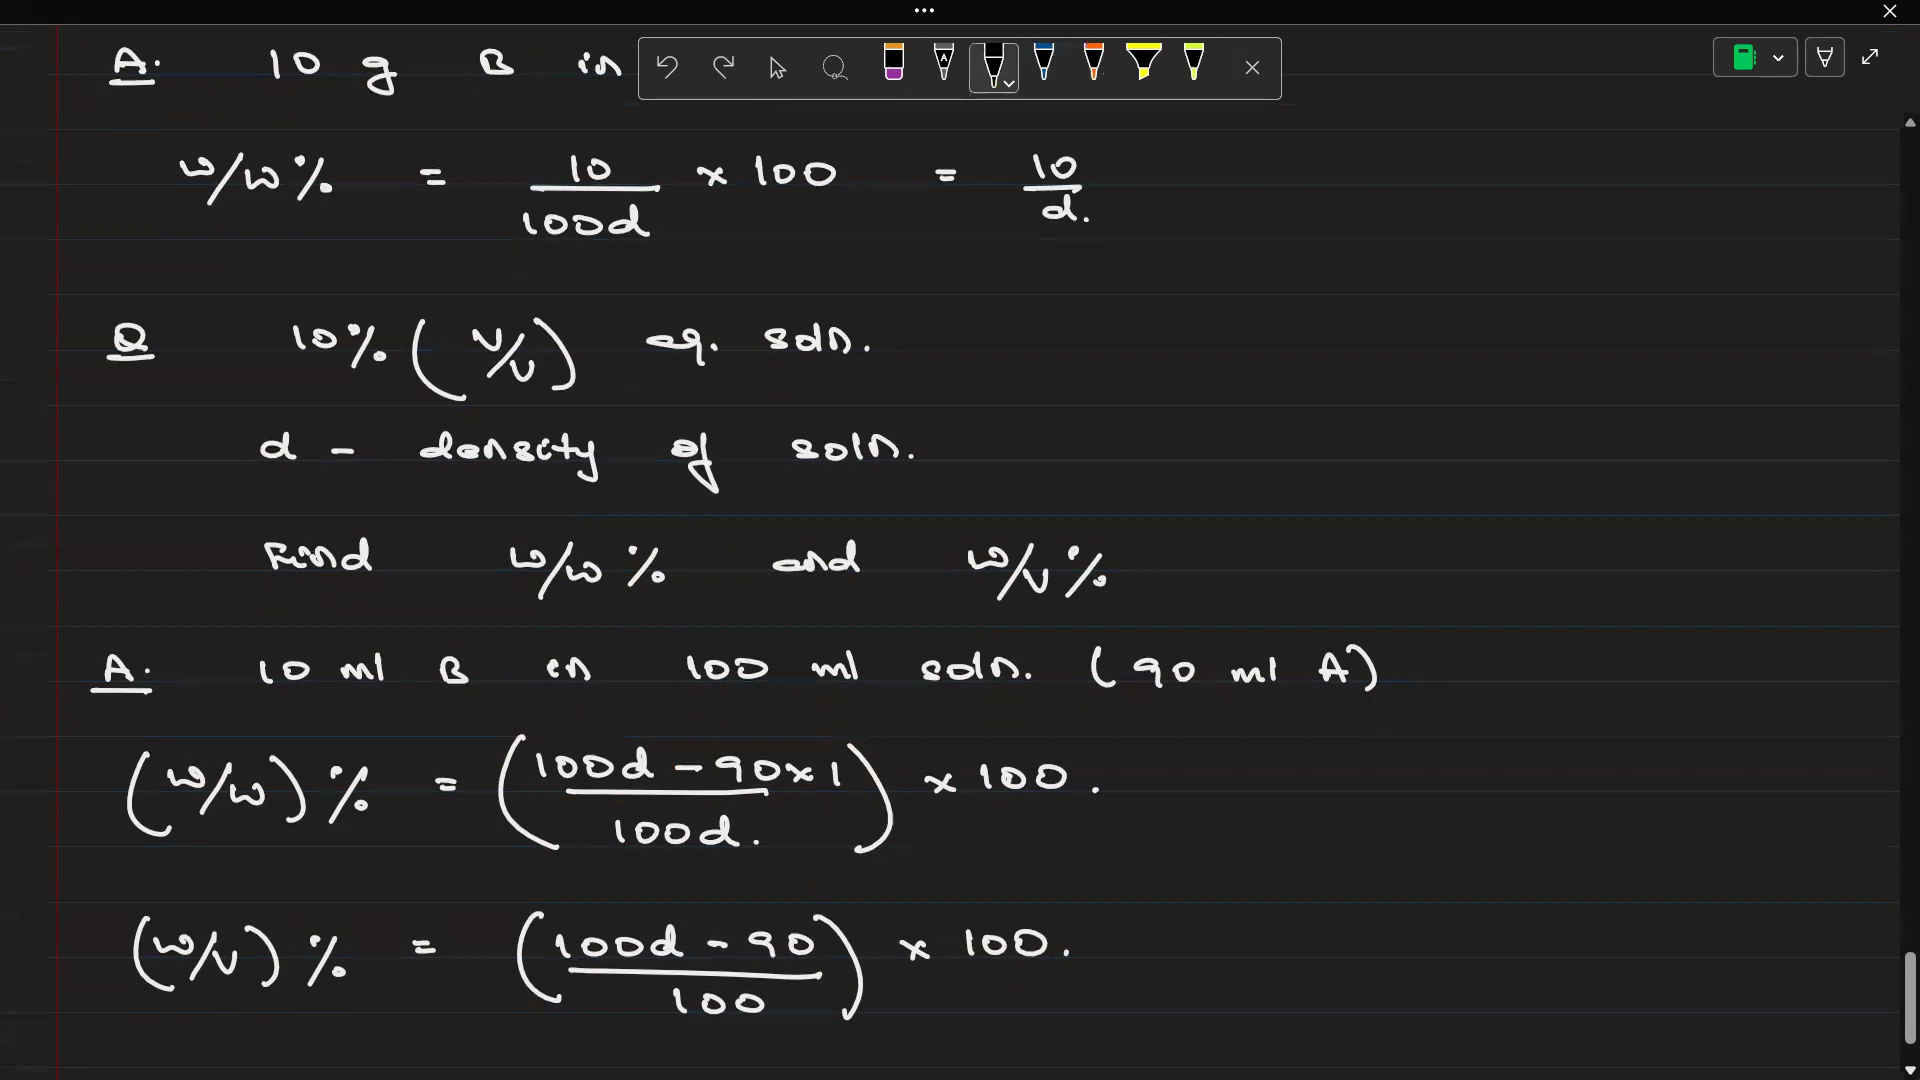 A. 10 g B in
w/w % = 10/100d × 100 = 10/d.
Q 10% (v/v) aq. soln.
d - density of soln.
Find w/w % and w/v %
A. 10 ml B in 100 ml soln. (90 ml A)
(w/w) % = (100d - 90×1 / 100d.) × 100.
(w/v) % = (100d - 90 / 100) × 100.